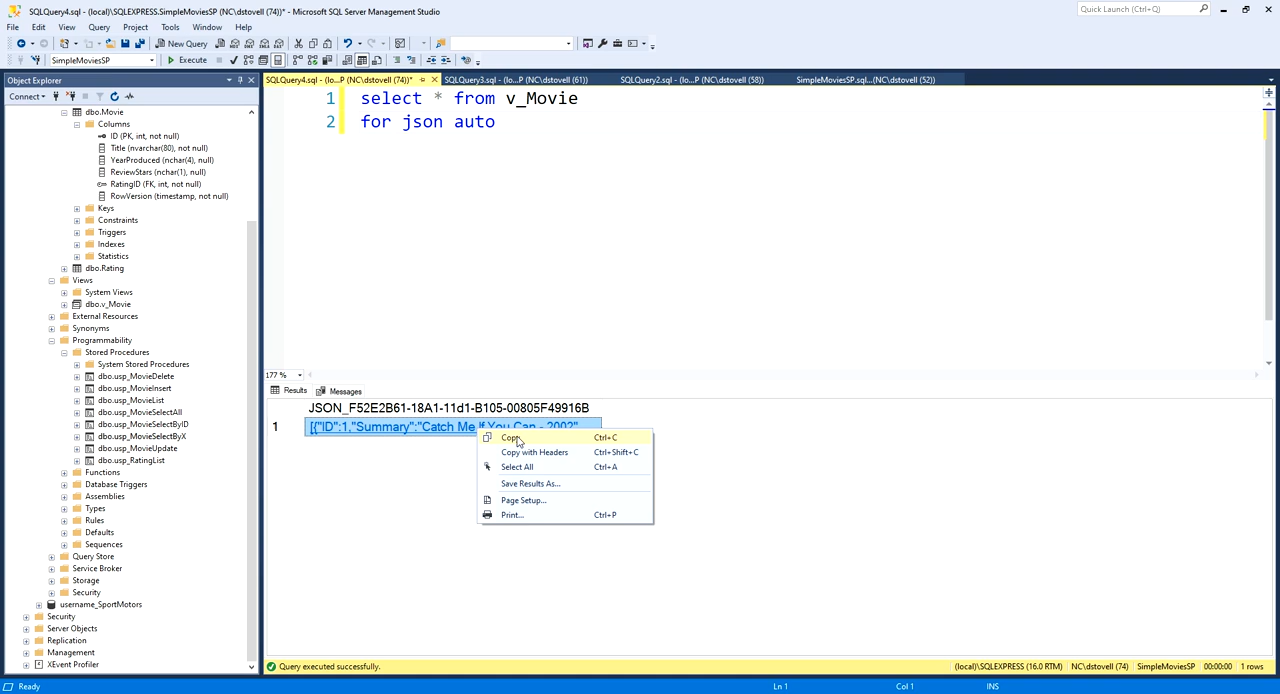 SQLQuery4.sql - (local)\SQLEXPRESS.SimpleMoviesSP (NC\dstovell (74))* - Microsoft SQL Server Management Studio
Quick Launch (Ctrl+Q)
File Edit View Query Project Tools Window Help
New Query
SimpleMoviesSP Execute
Object Explorer
SQLQuery4.sql - (lo...P (NC\dstovell (74))* SQLQuery3.sql - (lo...P (NC\dstovell (61)) SQLQuery2.sql - (lo...P (NC\dstovell (58)) SimpleMoviesSP.sql...(NC\dstovell (52))
Connect
1 select * from v_Movie
2 for json auto
dbo.Movie
Columns
ID (PK, int, not null)
Title (nvarchar(80), not null)
YearProduced (nchar(4), null)
ReviewStars (nchar(1), null)
RatingID (FK, int, not null)
RowVersion (timestamp, not null)
Keys
Constraints
Triggers
Indexes
Statistics
dbo.Rating
Views
System Views
dbo.v_Movie
External Resources
Synonyms
Programmability
Stored Procedures
System Stored Procedures
dbo.usp_MovieDelete
dbo.usp_MovieInsert
dbo.usp_MovieList
dbo.usp_MovieSelectAll
dbo.usp_MovieSelectByID
dbo.usp_MovieSelectByX
dbo.usp_MovieUpdate
dbo.usp_RatingList
Functions
Database Triggers
Assemblies
Types
Rules
Defaults
Sequences
Query Store
Service Broker
Storage
Security
username_SportMotors
Security
Server Objects
Replication
Management
XEvent Profiler
177 %
Results Messages
JSON_F52E2B61-18A1-11d1-B105-00805F49916B
1 [{"ID":1,"Summary":"Catch Me If You Can - 2002"
Copy Ctrl+C
Copy with Headers Ctrl+Shift+C
Select All Ctrl+A
Save Results As...
Page Setup...
Print... Ctrl+P
Query executed successfully. (local)\SQLEXPRESS (16.0 RTM) NC\dstovell (74) SimpleMoviesSP 00:00:00 1 rows
Ready Ln 1 Col 1 INS